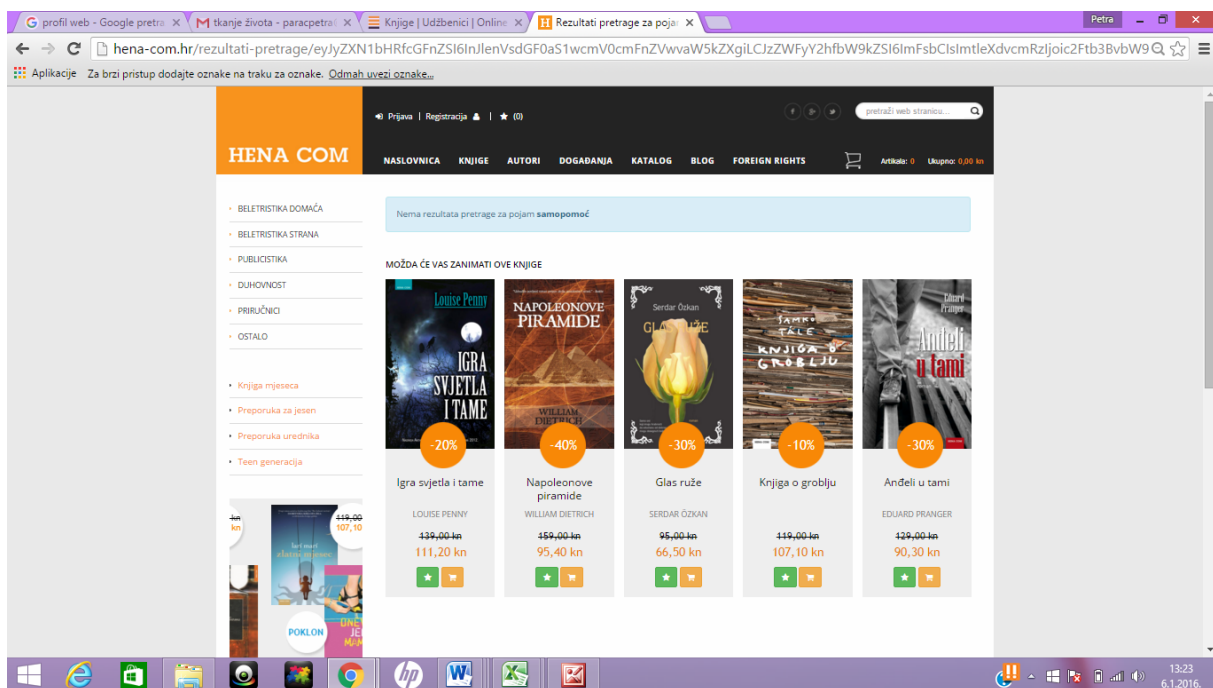 G profil web - Google pretra
tkanje života - paracpetra
Knjige | Udžbenici | Online
Rezultati pretrage za poja
Petra
hena-com.hr/rezultati-pretrage/eyJyZXN1bHRfcGFnZSI6InJlenVsdGF0aS1wcmV0cmFnZVwvaW5kZXgiLCJzZWFyY2hfbW9kZSI6ImFsbCIsImtleXdvcmRzIjoic2Ftb3BvbW9
Aplikacije Za brzi pristup dodajte oznake na traku za oznake. Odmah uvezi oznake...
Prijava | Registracija | (0)
pretraži web stranicu...
HENA COM
NASLOVNICA KNJIGE AUTORI DOGAĐANJA KATALOG BLOG FOREIGN RIGHTS
Artikala: 0 Ukupno: 0,00 kn
BELETRISTIKA DOMAĆA
BELETRISTIKA STRANA
PUBLICISTIKA
DUHOVNOST
PRIRUČNICI
OSTALO
Knjiga mjeseca
Preporuka za jesen
Preporuka urednika
Teen generacija
Nema rezultata pretrage za pojam samopomoć
MOŽDA ĆE VAS ZANIMATI OVE KNJIGE
Louise Penny
IGRA
SVJETLA
I TAME
-20%
Igra svjetla i tame
LOUISE PENNY
139,00 kn
111,20 kn
NAPOLEONOVE
PIRAMIDE
WILLIAM
DIETRICH
-40%
Napoleonove
piramide
WILLIAM DIETRICH
159,00 kn
95,40 kn
Serdar Özkan
GLAS RUŽE
-30%
Glas ruže
SERDAR ÖZKAN
95,00 kn
66,50 kn
SAMKO
TÁLE
KNJIGA O
GROBLJU
-10%
Knjiga o groblju
119,00 kn
107,10 kn
Eduard
Pranger
Anđeli
u tami
-30%
Anđeli u tami
EDUARD PRANGER
129,00 kn
90,30 kn
kn
kn
119,00
107,10
POKLON
13:23
6.1.2016.